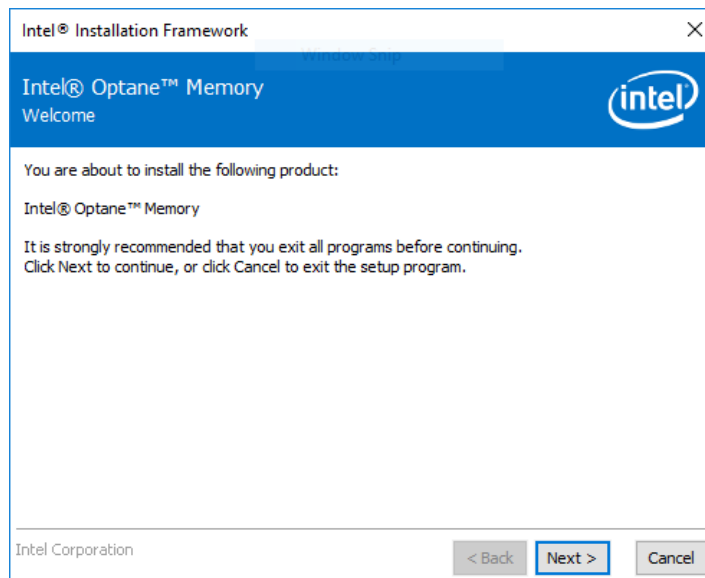 Intel® Installation Framework
Window Snip
Intel® Optane™ Memory
Welcome
intel
You are about to install the following product:
Intel® Optane™ Memory
It is strongly recommended that you exit all programs before continuing.
Click Next to continue, or click Cancel to exit the setup program.
Intel Corporation
< Back Next > Cancel